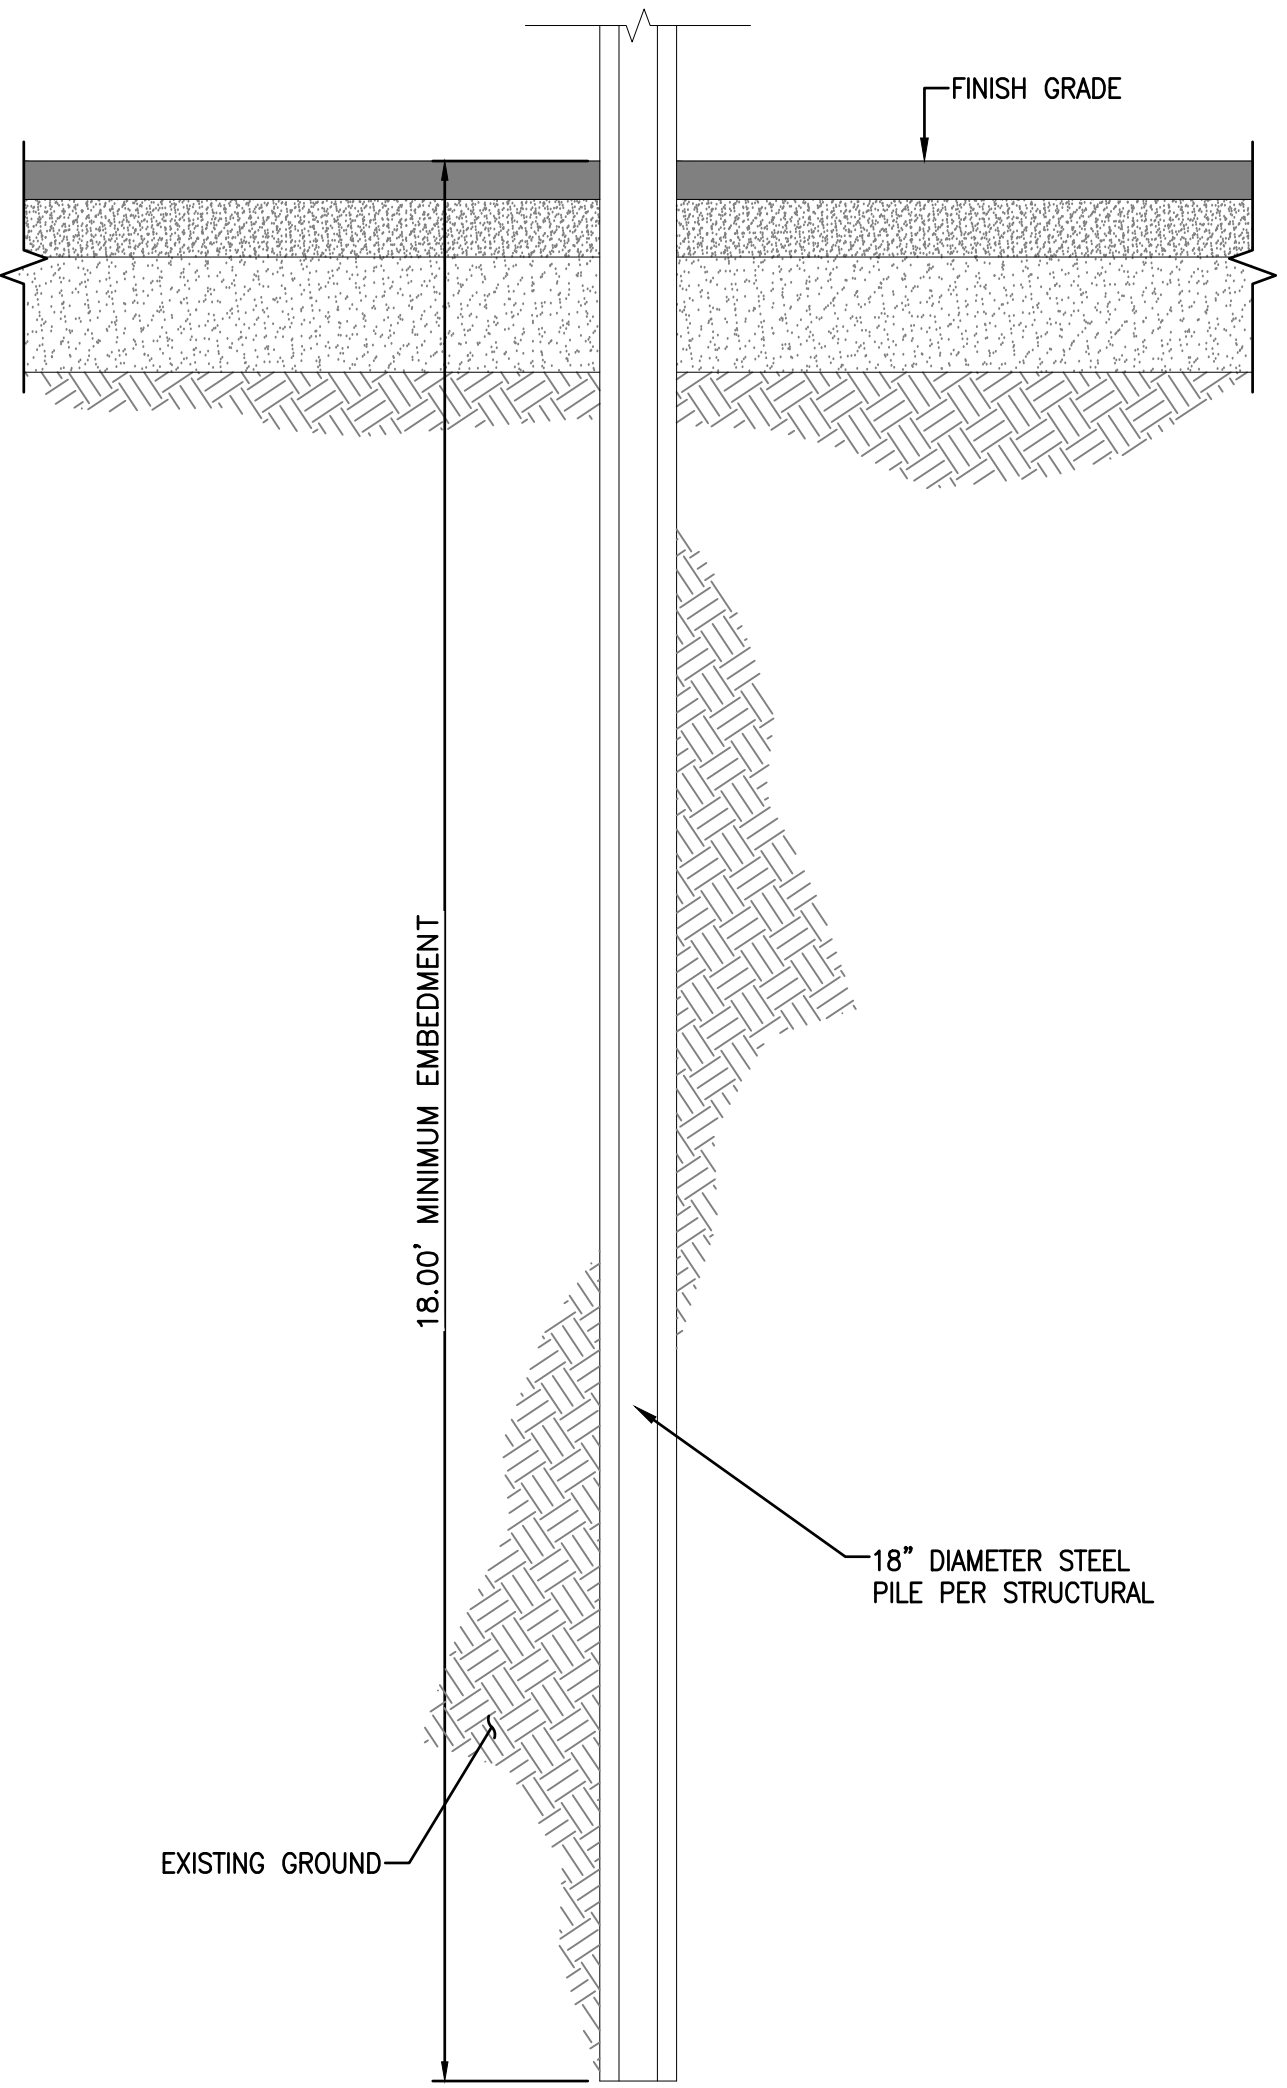 FINISH GRADE
18.00' MINIMUM EMBEDMENT
18" DIAMETER STEEL
PILE PER STRUCTURAL
EXISTING GROUND